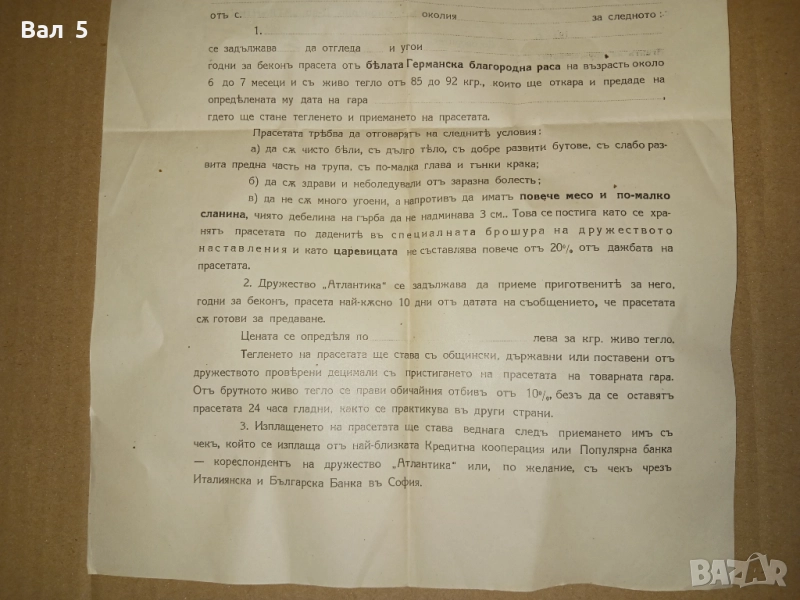 Вал 5
отъ с. околия за следното:
1.
се задължава да отгледа и угои
годни за беконъ прасета отъ бѣлата Германска благородна раса на възрасть около
6 до 7 месеци и съ живо тегло отъ 85 до 92 кгр., които ще откара и предаде на
опредѣлената му дата на гара
гдето ще стане тегленето и приемането на прасетата.
Прасетата трѣбва да отговарятъ на следнитѣ условия:
а) да сѫ чисто бѣли, съ дълго тѣло, съ добре развити бутове, съ слабо раз-
вита предна часть на трупа, съ по-малка глава и тънки крака;
б) да сѫ здрави и неболедували отъ заразна болесть;
в) да не сѫ много угоени, а напротивъ да иматъ повече месо и по-малко
сланина, чиято дебелина на гърба да не надминава 3 см.. Това се постига като се хра-
нятъ прасетата по даденитѣ въ специалната брошура на дружеството
наставления и като царевицата не съставлява повече отъ 20% отъ дажбата на
прасетата.
2. Дружество „Атлантика" се задължава да приеме приготвенитѣ за него,
годни за беконъ, прасета най-кѫсно 10 дни отъ датата на съобщението, че прасетата
сѫ готови за предаване.
Цената се опредѣля по лева за кгр. живо тегло.
Тегленето на прасетата ще става съ общински, държавни или поставени отъ
дружеството провѣрени децимали съ пристигането на прасетата на товарната гара.
Отъ брутното живо тегло се прави обичайния отбивъ отъ 10%, безъ да се оставятъ
прасетата 24 часа гладни, както се практикува въ други страни.
3. Изплащането на прасетата ще става веднага следъ приемането имъ съ
чекъ, който се изплаща отъ най-близката Кредитна кооперация или Популярна банка
— кореспондентъ на дружество „Атлантика" или, по желание, съ чекъ чрезъ
Италиянска и Българска Банка въ София.
BAZAR